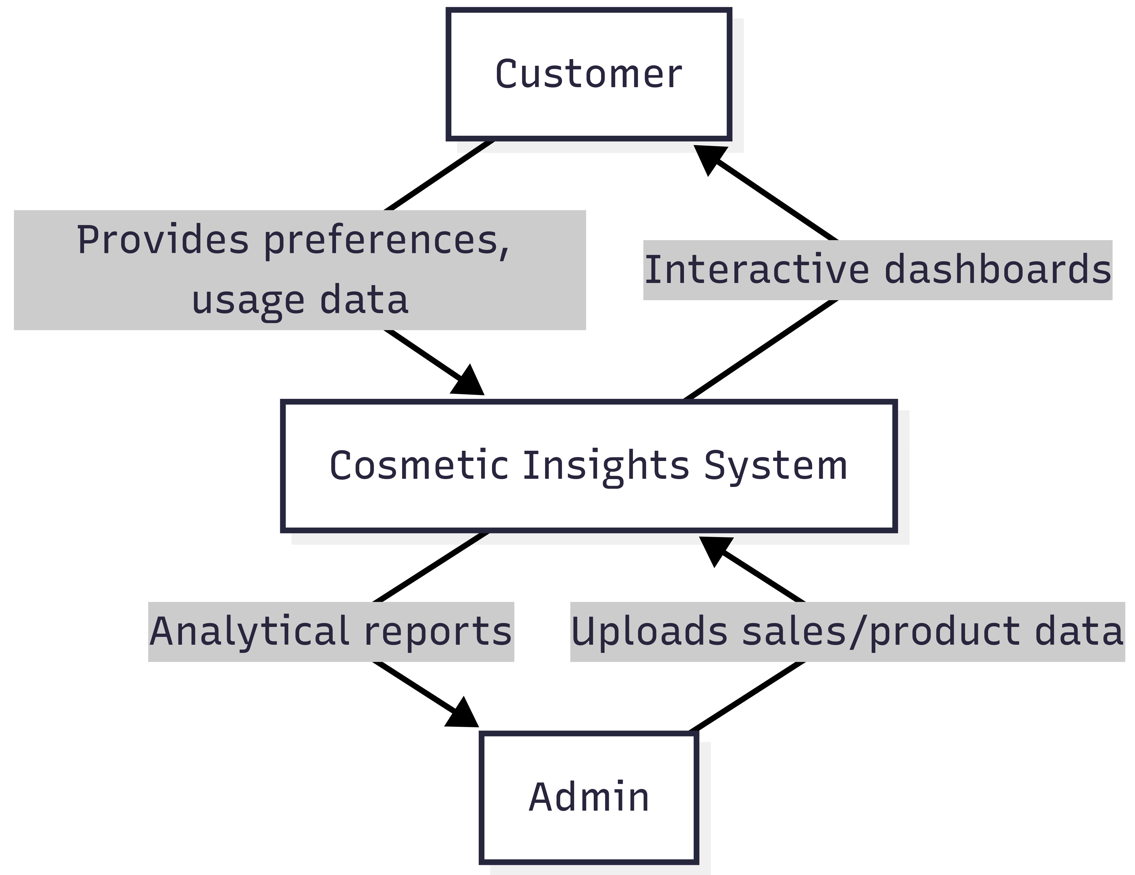 Customer
Provides preferences,
usage data
Interactive dashboards
Cosmetic Insights System
Analytical reports
Uploads sales/product data
Admin